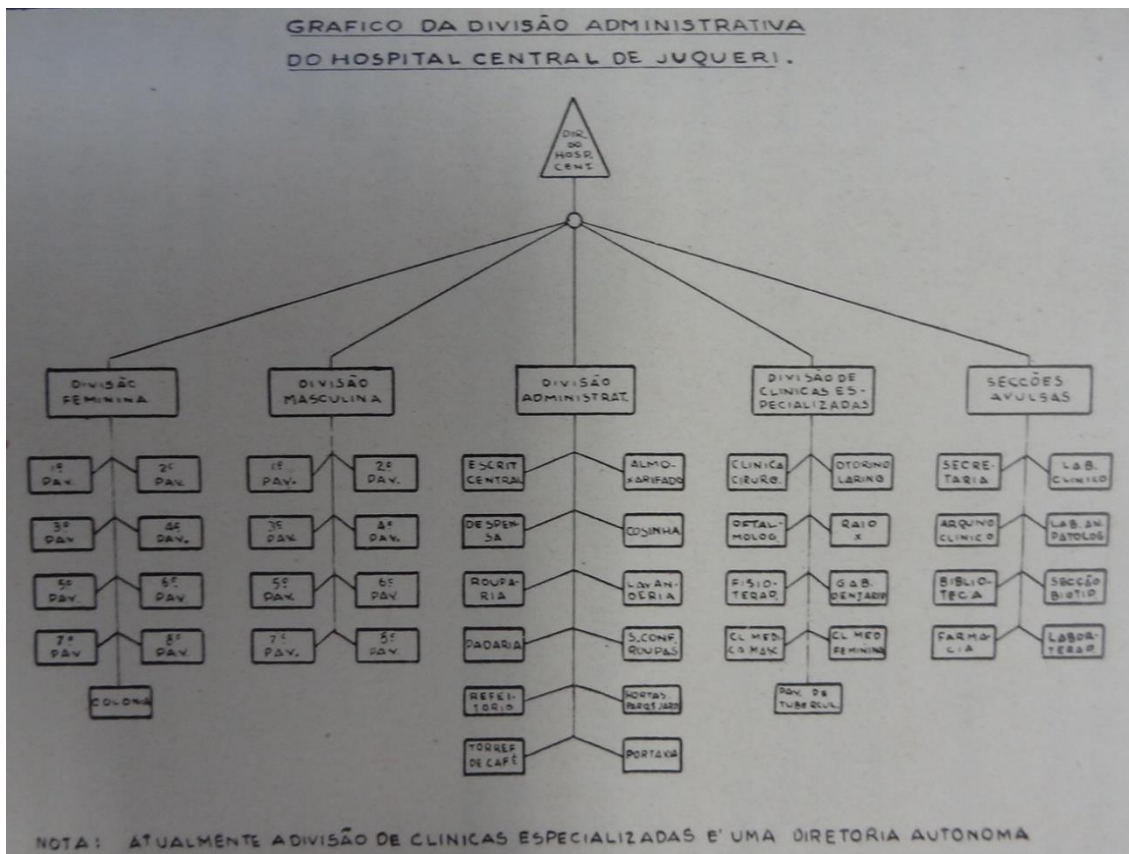 GRAFICO DA DIVISÃO ADMINISTRATIVA
DO HOSPITAL CENTRAL DE JUQUERI.
DIR.
DO
HOSP.
CENT.
DIVISÃO
FEMININA
DIVISÃO
MASCULINA
DIVISÃO
ADMINISTRAT.
DIVISÃO DE
CLINICAS ES-
PECIALIZADAS
SECCÕES
AVULSAS
1º
PAV.
2º
PAV.
3º
PAV
4º
PAV.
5º
PAV.
6º
PAV.
7º
PAV
8º
PAV.
COLONIA
1º
PAV.
2º
PAV.
3º
PAV.
4º
PAV.
5º
PAV.
6º
PAV
7º
PAV.
8º
PAV.
ESCRIT
CENTRAL
ALMO-
XARIFADO
DESPEN-
SA
COSINHA
ROUPA-
RIA
LAVAN-
DERIA
PADARIA
S.CONF.
ROUPAS
REFEI-
TORIO
HORTAS.
PARQ.
TORREF
DE CAFÉ
PORTARIA
CLINICA
CIRURG.
OTORINO
LARING
OFTAL-
MOLOG.
RAIO
X
FISIO-
TERAP.
GAB.
DENTARIO
CL MED.
CL MED
FEMININA
PAV. DE
TUBERCUL.
SECRE-
TARIA
LAB.
CLINICO
ARQUIVO
CLINICO
LAB. AN.
PATOLOG
BIBLIO-
TECA
SECCÃO
BIOTIP.
FARMA-
CIA
LABOR-
TERAP.
NOTA: ATUALMENTE A DIVISÃO DE CLINICAS ESPECIALIZADAS E' UMA DIRETORIA AUTONOMA